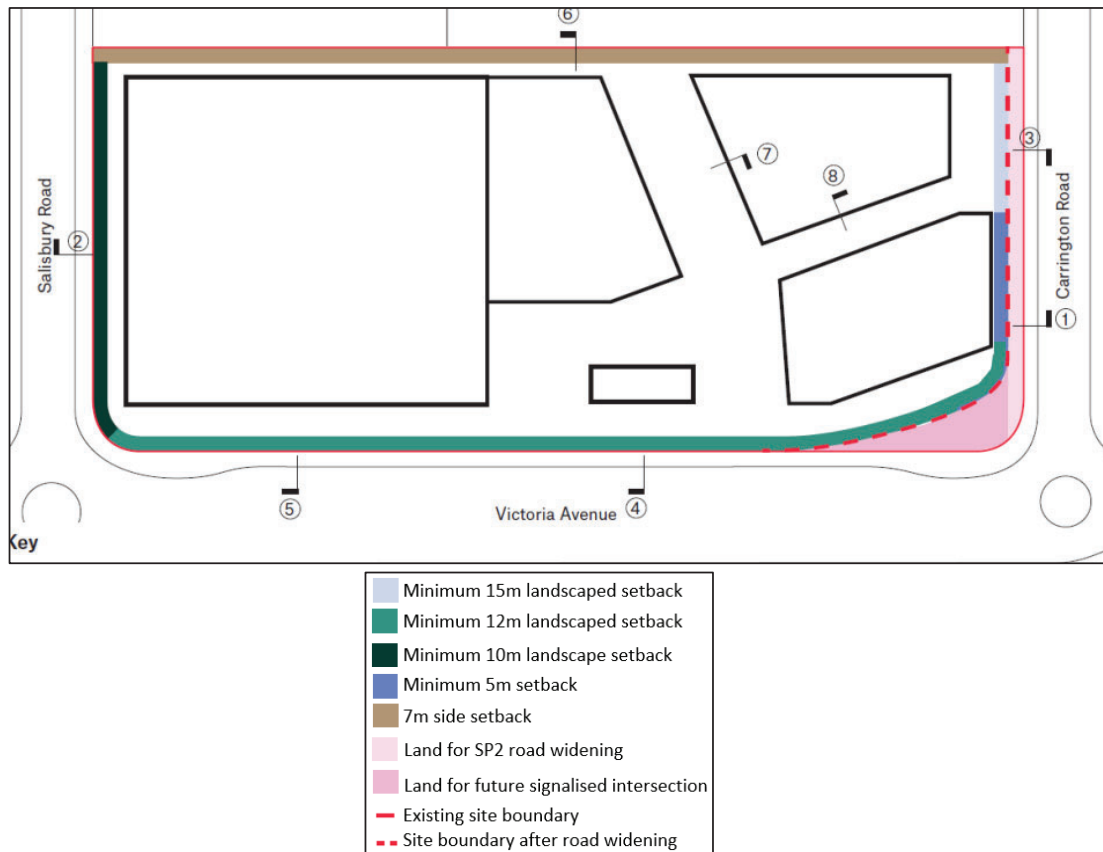 6
7
3
8
Salisbury Road
2
Carrington Road
1
5
Victoria Avenue
4
Key
Minimum 15m landscaped setback
Minimum 12m landscaped setback
Minimum 10m landscape setback
Minimum 5m setback
7m side setback
Land for SP2 road widening
Land for future signalised intersection
Existing site boundary
Site boundary after road widening